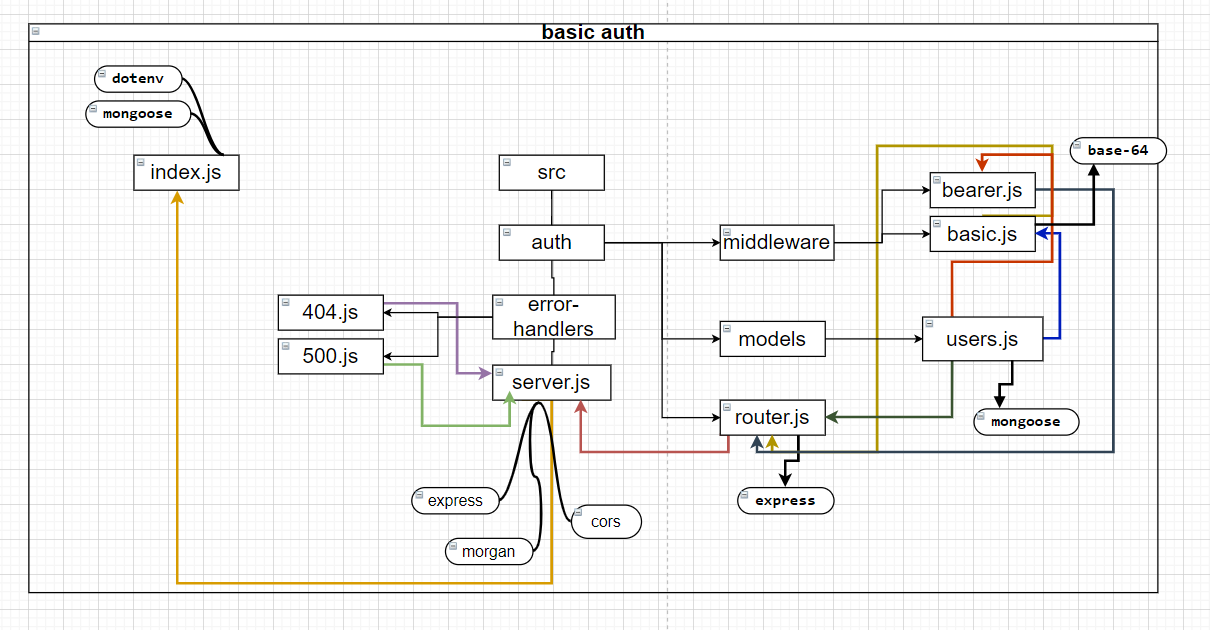 basic auth
dotenv
mongoose
index.js
src
auth
error-
handlers
404.js
500.js
server.js
express
morgan
cors
middleware
models
router.js
express
bearer.js
basic.js
base-64
users.js
mongoose